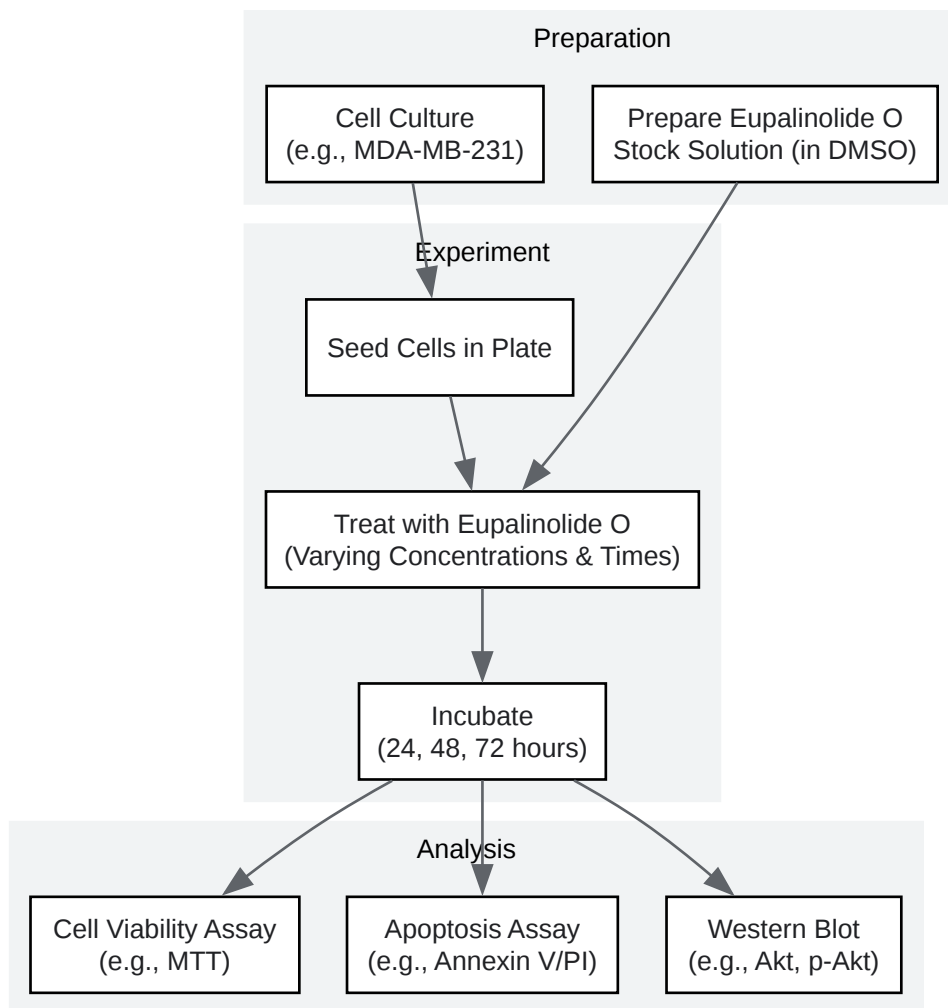 Preparation
Cell Culture
(e.g., MDA-MB-231)
Prepare Eupalinolide O
Stock Solution (in DMSO)
Experiment
Seed Cells in Plate
Treat with Eupalinolide O
(Varying Concentrations & Times)
Incubate
(24, 48, 72 hours)
Analysis
Cell Viability Assay
(e.g., MTT)
Apoptosis Assay
(e.g., Annexin V/PI)
Western Blot
(e.g., Akt, p-Akt)